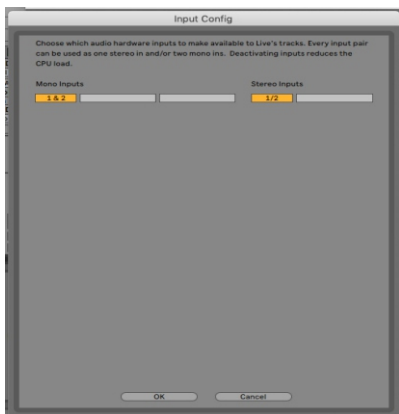 Input Config
Choose which audio hardware inputs to make available to Live's tracks. Every input pair
can be used as one stereo in and/or two mono ins. Deactivating inputs reduces the
CPU load.
Mono Inputs Stereo Inputs
1 & 2 1/2
OK Cancel